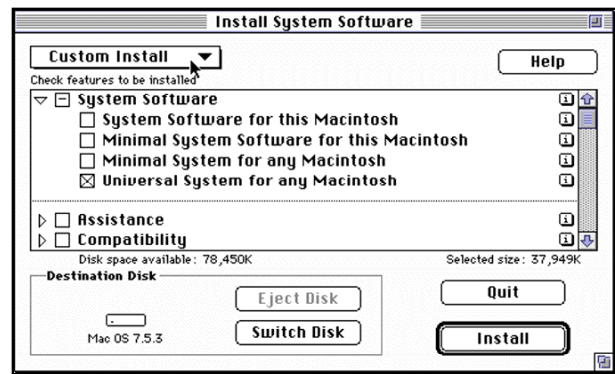 Install System Software
Custom Install
Help
Check features to be installed
System Software
System Software for this Macintosh
Minimal System Software for this Macintosh
Minimal System for any Macintosh
Universal System for any Macintosh
Assistance
Compatibility
Disk space available: 78,450K
Selected size: 37,949K
Destination Disk
Eject Disk
Quit
Mac OS 7.5.3
Switch Disk
Install